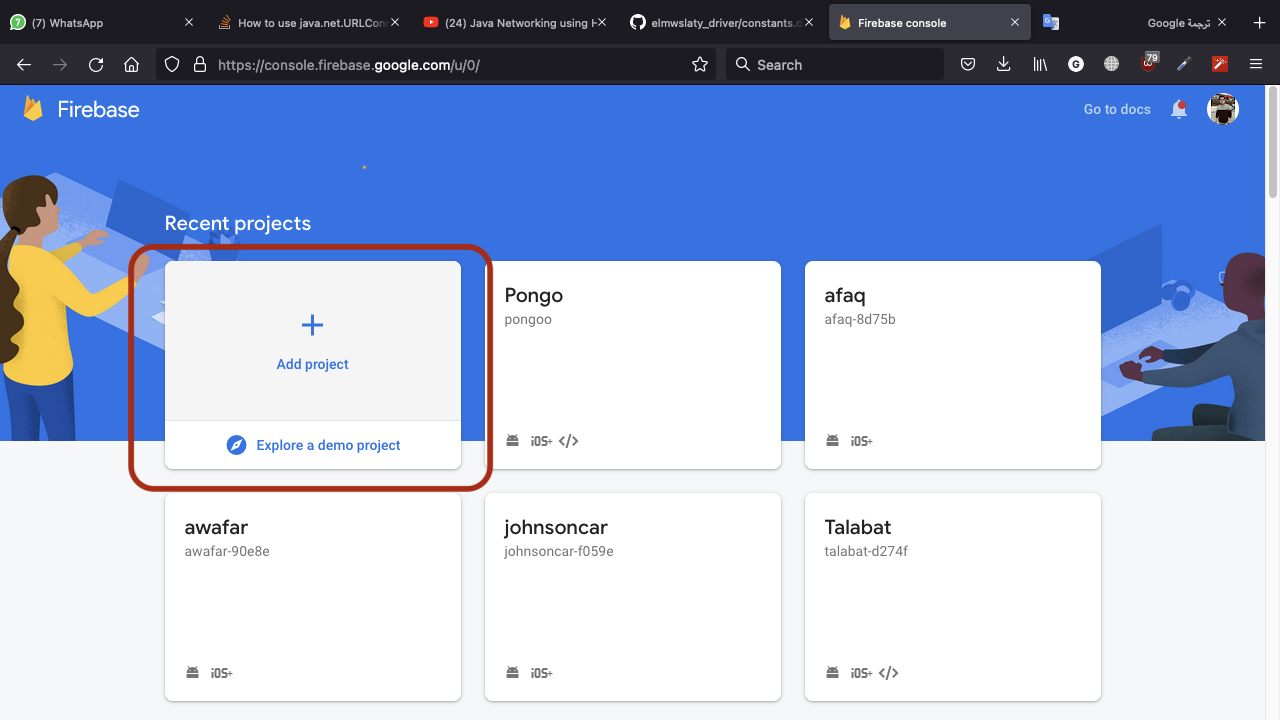 7 (7) WhatsApp
How to use java.net.URLConn
(24) Java Networking using H
elmwslaty_driver/constants.d
Firebase console
ترجمة Google
https://console.firebase.google.com/u/0/
Search
G
79
Firebase
Go to docs
Recent projects
Add project
Explore a demo project
Pongo
pongoo
iOS+ </>
afaq
afaq-8d75b
iOS+
awafar
awafar-90e8e
iOS+
johnsoncar
johnsoncar-f059e
iOS+
Talabat
talabat-d274f
iOS+ </>